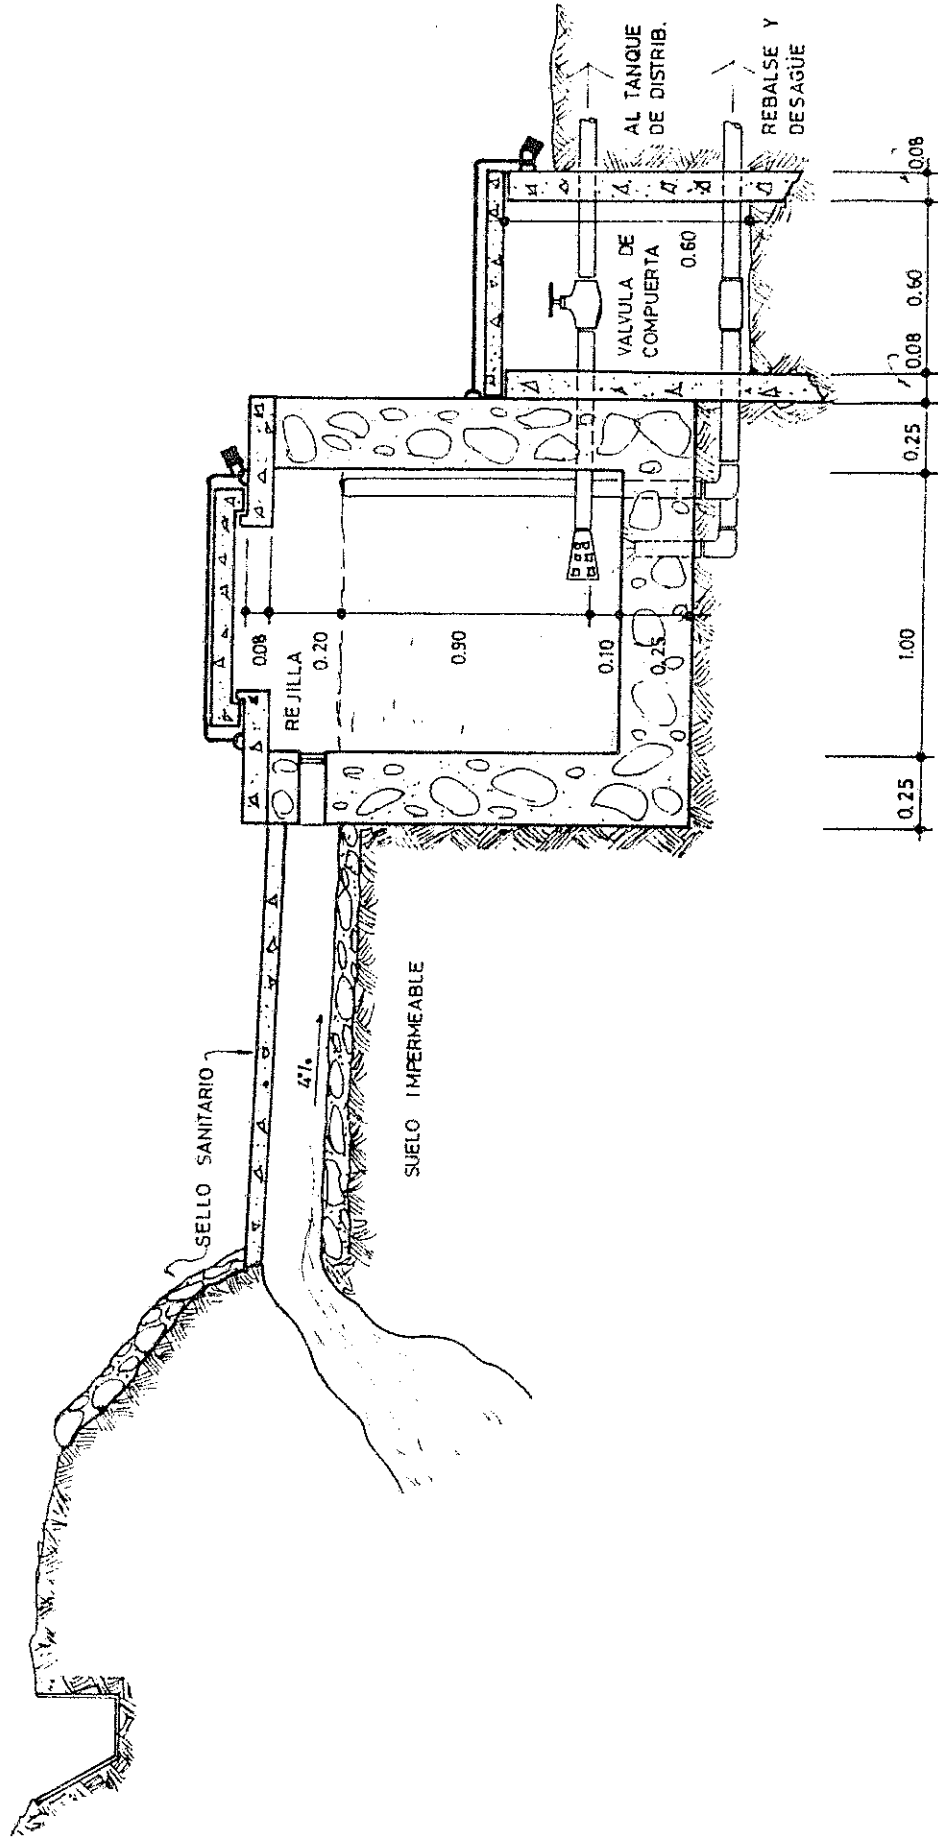 SELLO SANITARIO
4%
SUELO IMPERMEABLE
REJILLA
0.08
0.20
0.90
0.10
0.25
VALVULA DE
COMPUERTA
0.60
AL TANQUE
DE DISTRIB.
REBALSE Y
DESAGÜE
0.25
1.00
0.25
0.08
0.60
0.08